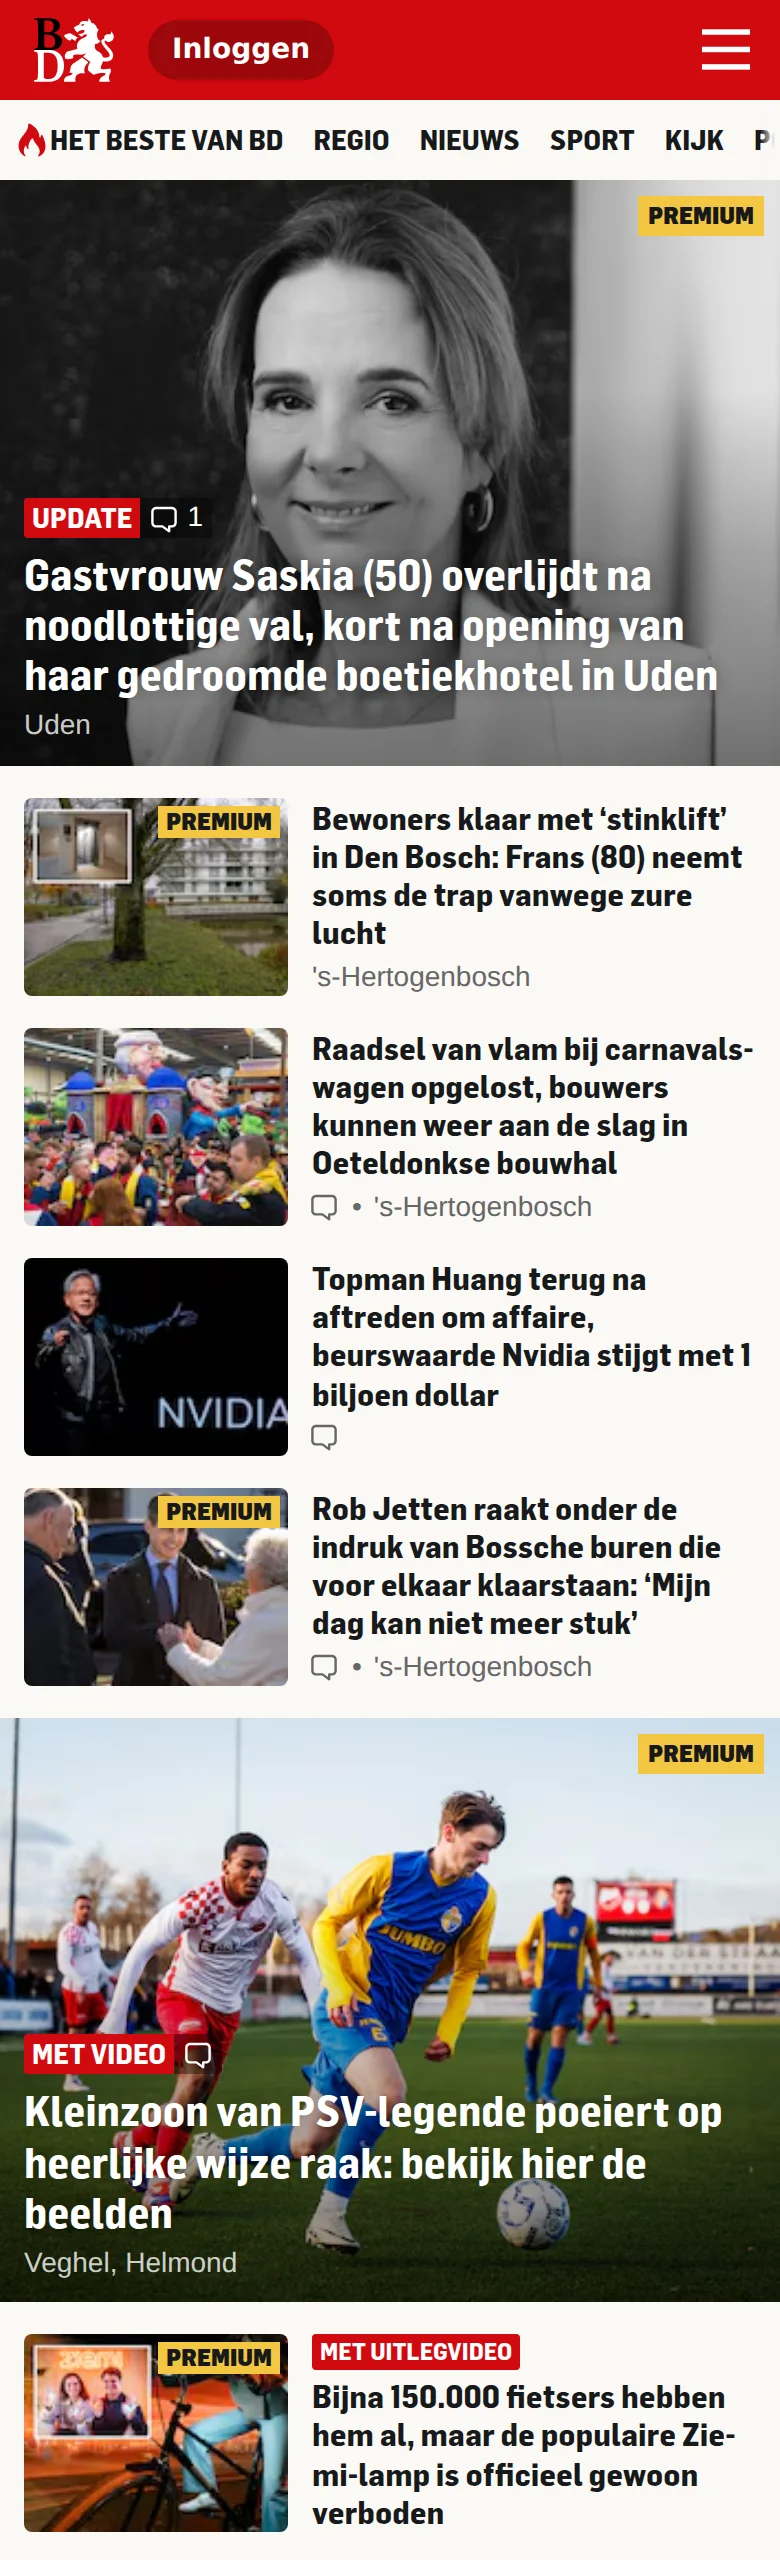 BD
Inloggen
HET BESTE VAN BD REGIO NIEUWS SPORT KIJK
PREMIUM
UPDATE 1
Gastvrouw Saskia (50) overlijdt na
noodlottige val, kort na opening van
haar gedroomde boetiekhotel in Uden
Uden
PREMIUM
Bewoners klaar met ‘stinklift’
in Den Bosch: Frans (80) neemt
soms de trap vanwege zure
lucht
's-Hertogenbosch
Raadsel van vlam bij carnavals-
wagen opgelost, bouwers
kunnen weer aan de slag in
Oeteldonkse bouwhal
• 's-Hertogenbosch
NVIDIA
Topman Huang terug na
aftreden om affaire,
beurswaarde Nvidia stijgt met 1
biljoen dollar
PREMIUM
Rob Jetten raakt onder de
indruk van Bossche buren die
voor elkaar klaarstaan: ‘Mijn
dag kan niet meer stuk’
• 's-Hertogenbosch
PREMIUM
JUMBO
MET VIDEO
Kleinzoon van PSV-legende poeiert op
heerlijke wijze raak: bekijk hier de
beelden
Veghel, Helmond
PREMIUM
MET UITLEGVIDEO
Bijna 150.000 fietsers hebben
hem al, maar de populaire Zie-
mi-lamp is officieel gewoon
verboden